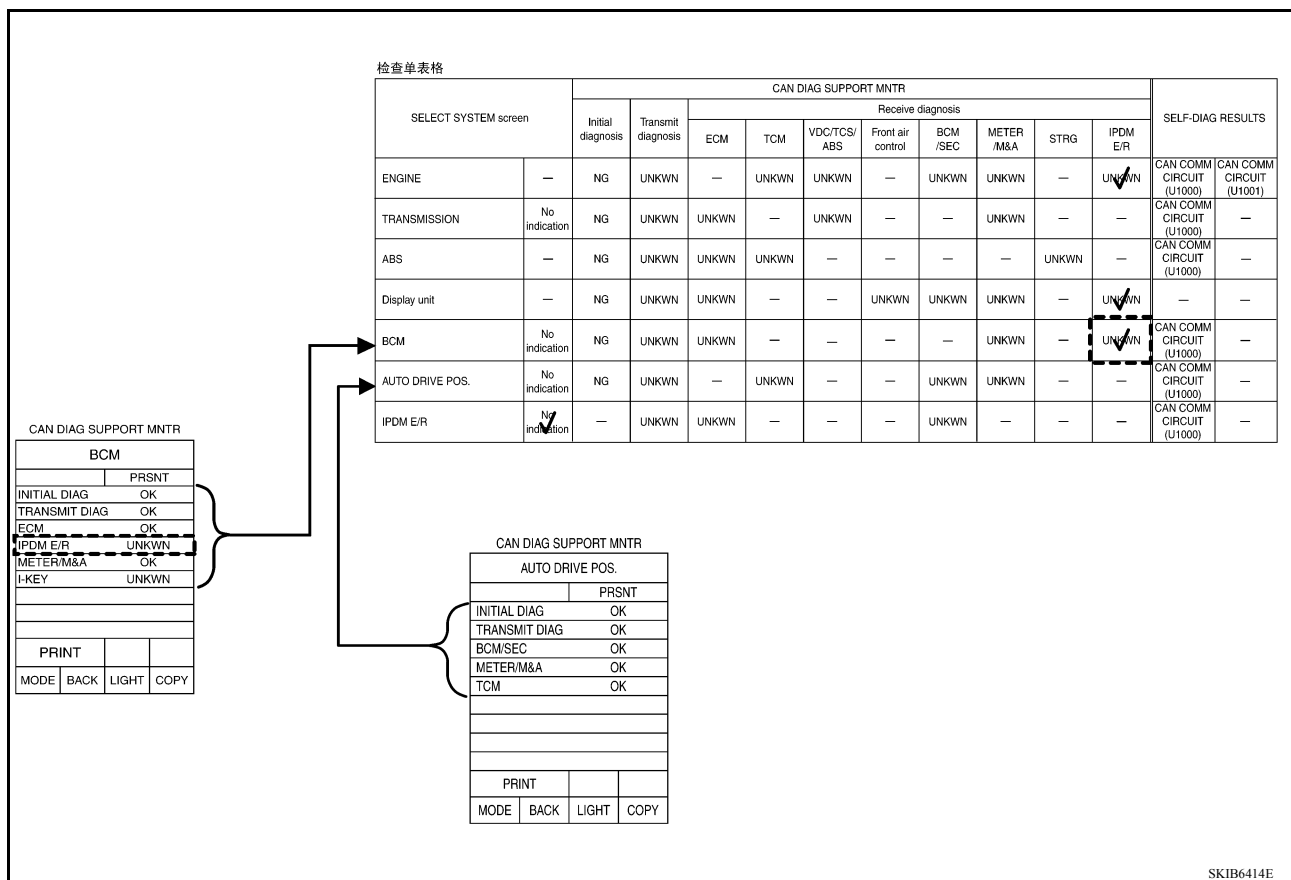 检查单表格
SELECT SYSTEM screen
CAN DIAG SUPPORT MNTR
SELF-DIAG RESULTS
Initial diagnosis
Transmit diagnosis
Receive diagnosis
ECM TCM VDC/TCS/ABS Front air control BCM /SEC METER /M&A STRG IPDM E/R
ENGINE — NG UNKWN — UNKWN UNKWN — UNKWN UNKWN — UNKWN CAN COMM CIRCUIT (U1000) CAN COMM CIRCUIT (U1001)
TRANSMISSION No indication NG UNKWN UNKWN — UNKWN — — UNKWN — — CAN COMM CIRCUIT (U1000) —
ABS — NG UNKWN UNKWN UNKWN — — — — UNKWN — CAN COMM CIRCUIT (U1000) —
Display unit — NG UNKWN UNKWN — — UNKWN UNKWN UNKWN — UNKWN — —
BCM No indication NG UNKWN UNKWN — — — — UNKWN — UNKWN CAN COMM CIRCUIT (U1000) —
AUTO DRIVE POS. No indication NG UNKWN — UNKWN — — UNKWN UNKWN — — CAN COMM CIRCUIT (U1000) —
IPDM E/R No indication — UNKWN UNKWN — — — UNKWN — — — CAN COMM CIRCUIT (U1000) —
CAN DIAG SUPPORT MNTR
BCM
PRSNT
INITIAL DIAG OK
TRANSMIT DIAG OK
ECM OK
IPDM E/R UNKWN
METER/M&A OK
I-KEY UNKWN
PRINT
MODE BACK LIGHT COPY
CAN DIAG SUPPORT MNTR
AUTO DRIVE POS.
PRSNT
INITIAL DIAG OK
TRANSMIT DIAG OK
BCM/SEC OK
METER/M&A OK
TCM OK
PRINT
MODE BACK LIGHT COPY
SKIB6414E